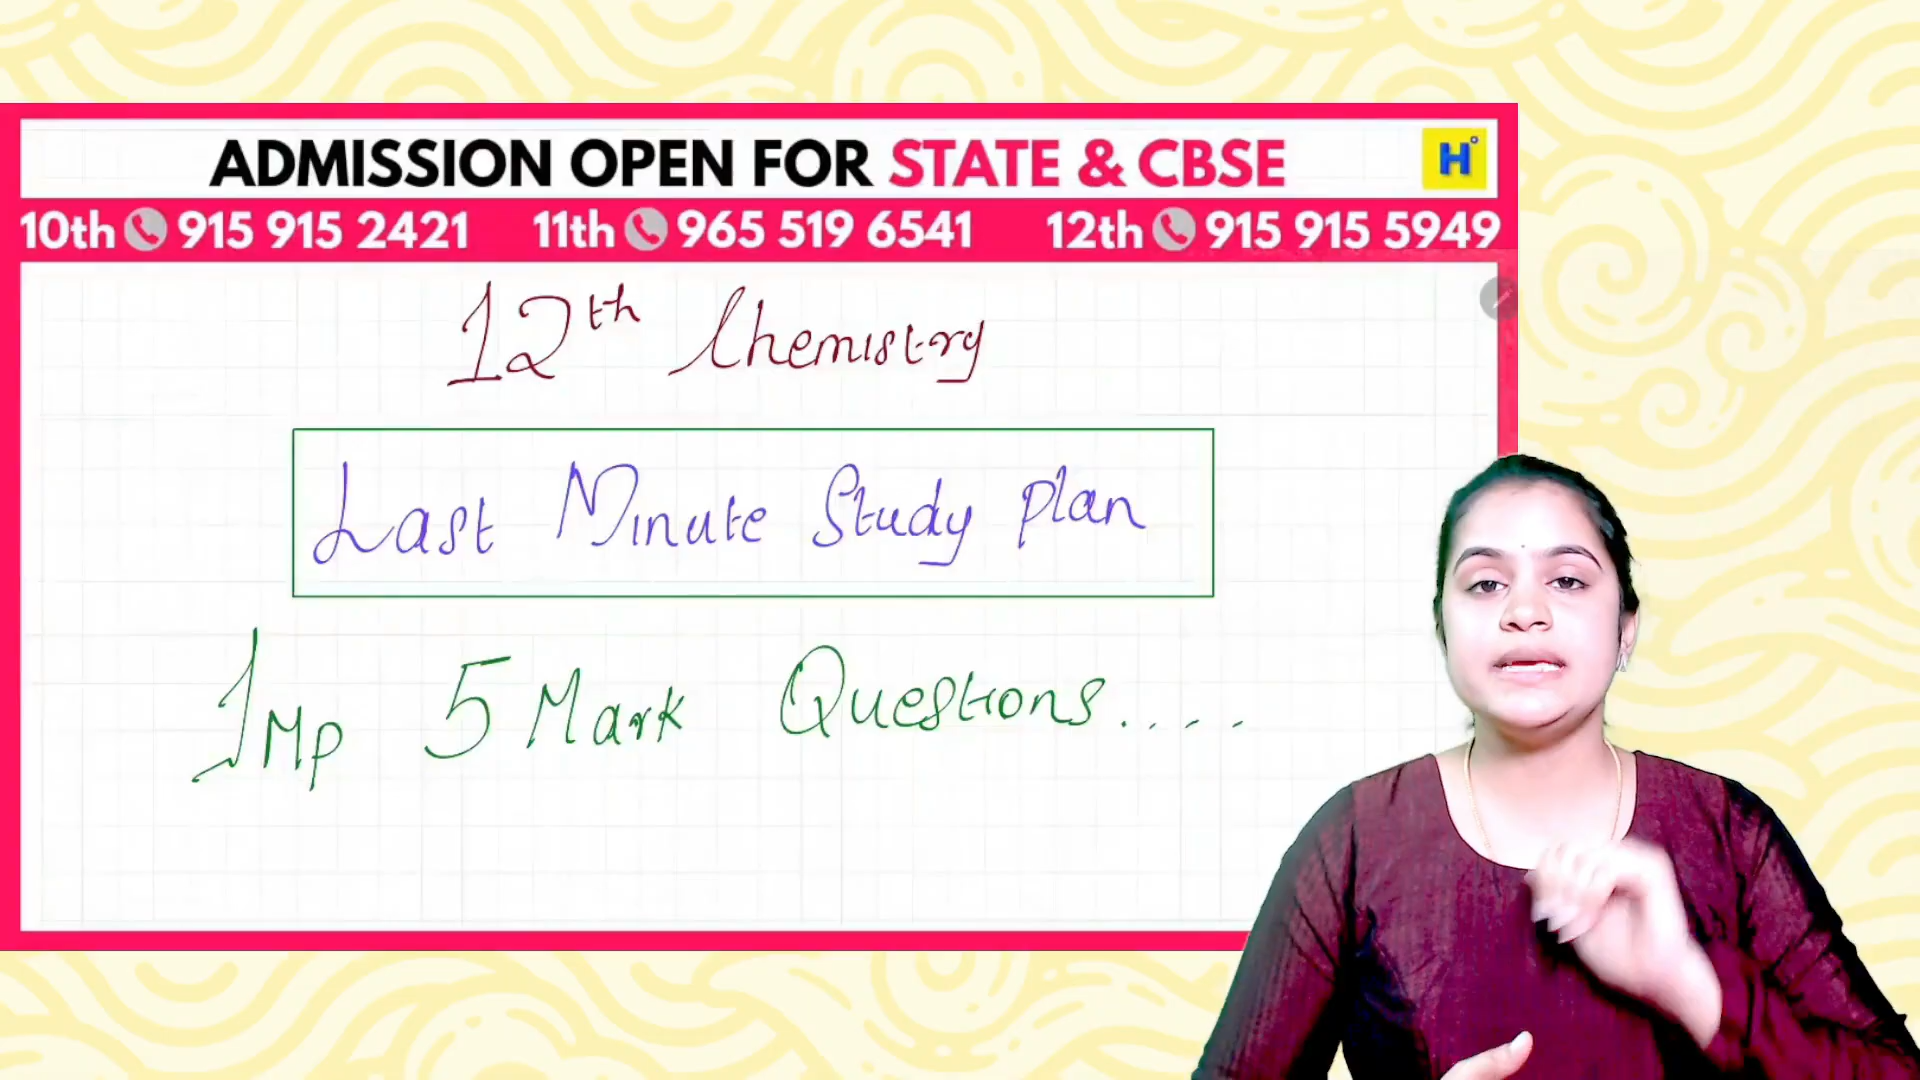 ADMISSION OPEN FOR STATE & CBSE
H°
10th 915 915 2421 11th 965 519 6541 12th 915 915 5949
12th Chemistry
Last Minute Study plan
Imp 5 Mark Questions....